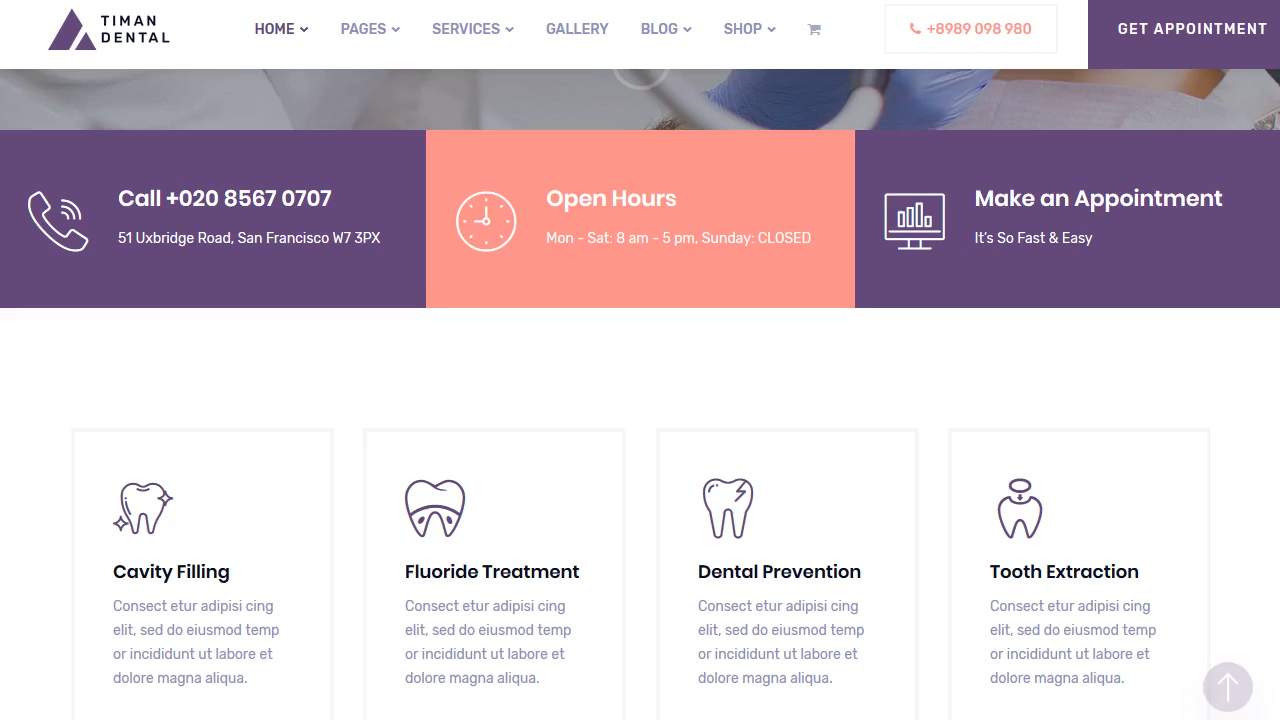 TIMAN
DENTAL
HOME
PAGES
SERVICES
GALLERY
BLOG
SHOP
+8989 098 980
GET APPOINTMENT
Call +020 8567 0707
51 Uxbridge Road, San Francisco W7 3PX
Open Hours
Mon - Sat: 8 am - 5 pm, Sunday: CLOSED
Make an Appointment
It's So Fast & Easy
Cavity Filling
Consect etur adipisi cing
elit, sed do eiusmod temp
or incididunt ut labore et
dolore magna aliqua.
Fluoride Treatment
Consect etur adipisi cing
elit, sed do eiusmod temp
or incididunt ut labore et
dolore magna aliqua.
Dental Prevention
Consect etur adipisi cing
elit, sed do eiusmod temp
or incididunt ut labore et
dolore magna aliqua.
Tooth Extraction
Consect etur adipisi cing
elit, sed do eiusmod temp
or incididunt ut labore et
dolore magna aliqua.